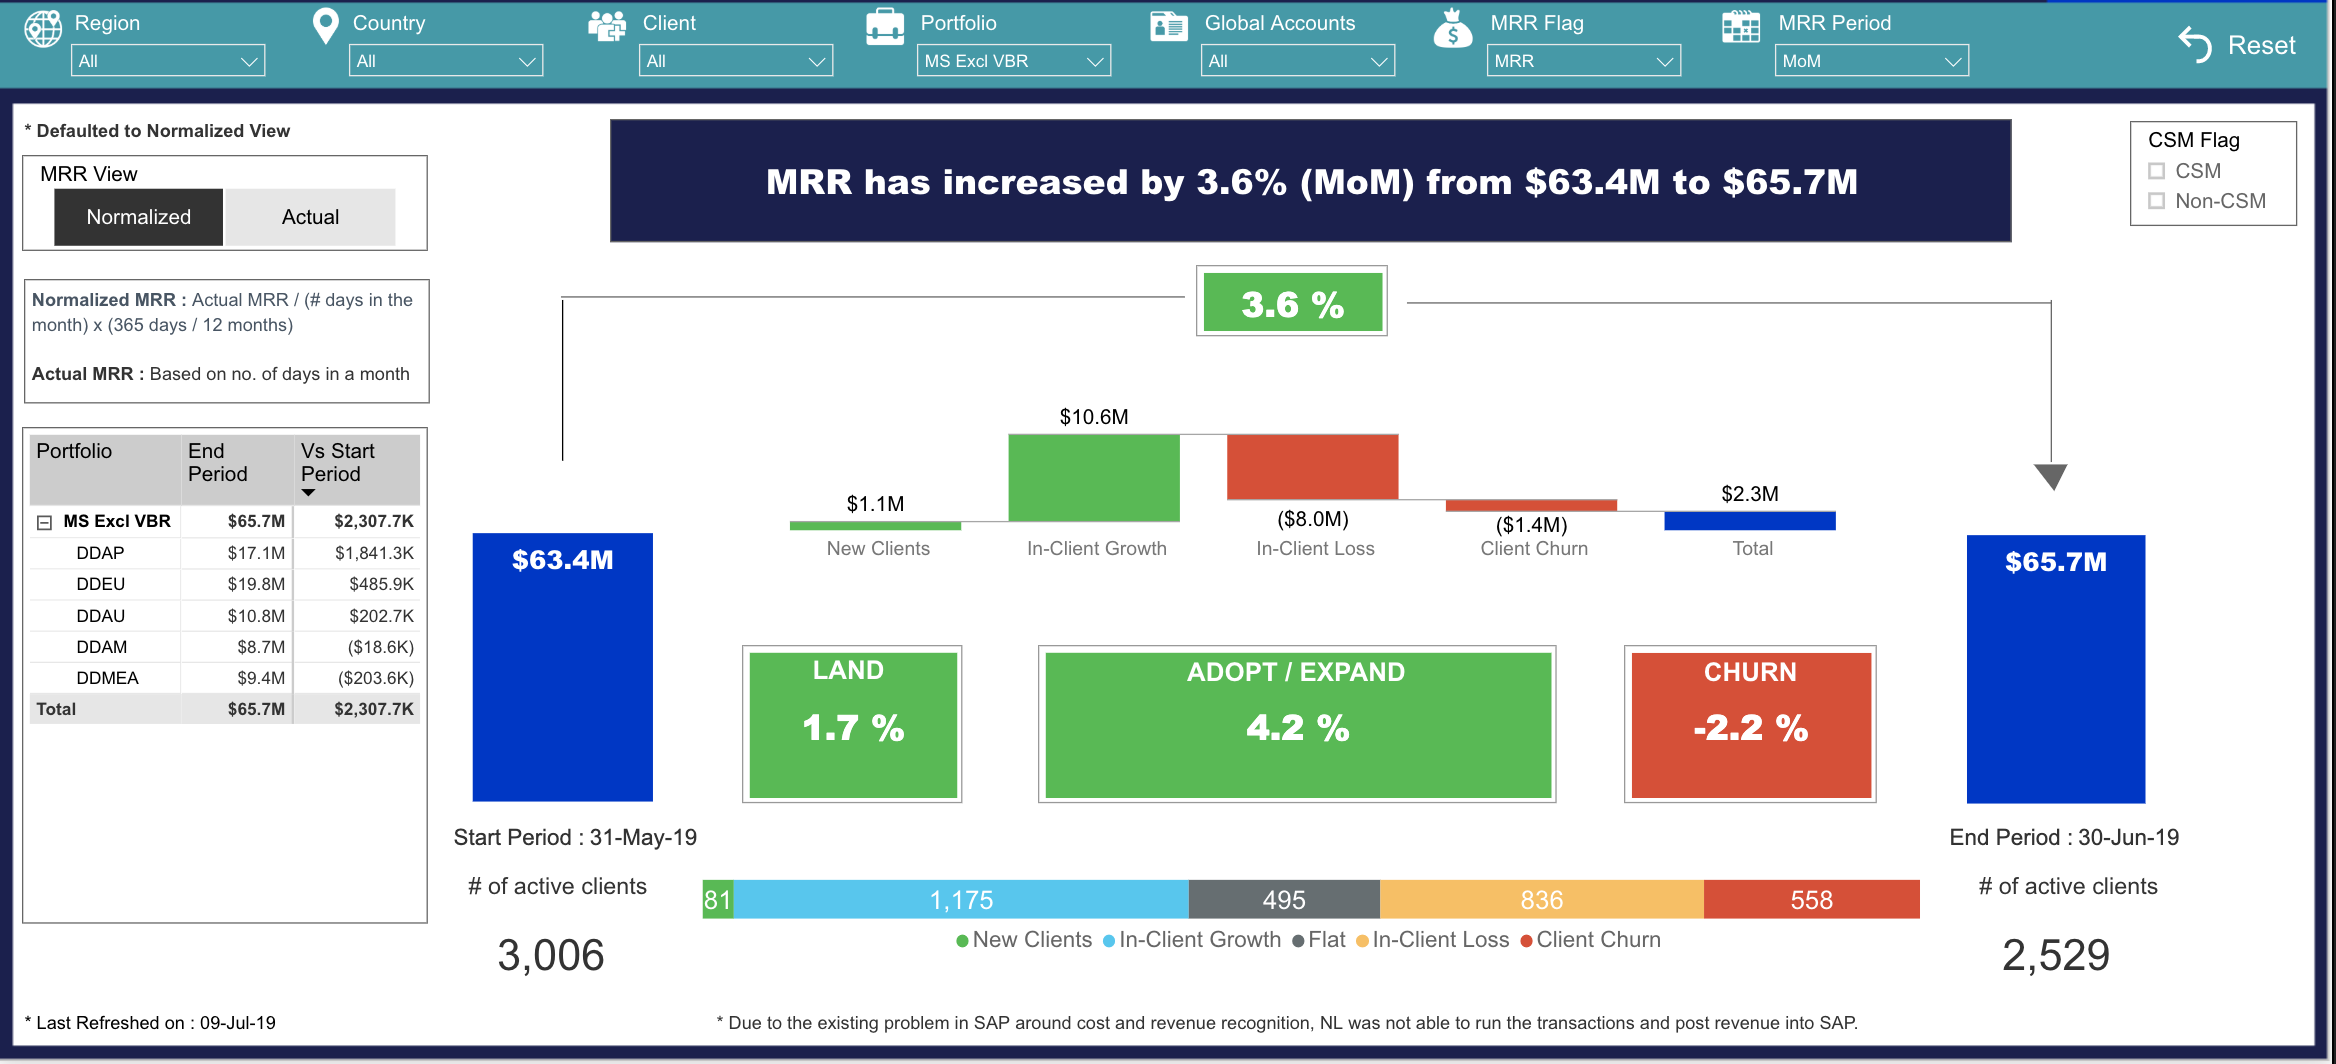 Region
Country
Client
Portfolio
Global Accounts
MRR Flag
MRR Period
All
All
All
MS Excl VBR
All
MRR
MoM
Reset
* Defaulted to Normalized View
MRR View
Normalized
Actual
Normalized MRR : Actual MRR / (# days in the
month) x (365 days / 12 months)
Actual MRR : Based on no. of days in a month
Portfolio End Period Vs Start Period
MS Excl VBR $65.7M $2,307.7K
DDAP $17.1M $1,841.3K
DDEU $19.8M $485.9K
DDAU $10.8M $202.7K
DDAM $8.7M ($18.6K)
DDMEA $9.4M ($203.6K)
Total $65.7M $2,307.7K
MRR has increased by 3.6% (MoM) from $63.4M to $65.7M
CSM Flag
CSM
Non-CSM
3.6 %
$10.6M
$1.1M
$2.3M
($8.0M)
($1.4M)
New Clients
In-Client Growth
In-Client Loss
Client Churn
Total
$63.4M
$65.7M
LAND
1.7 %
ADOPT / EXPAND
4.2 %
CHURN
-2.2 %
Start Period : 31-May-19
End Period : 30-Jun-19
# of active clients
# of active clients
81 1,175 495 836 558
New Clients In-Client Growth Flat In-Client Loss Client Churn
3,006
2,529
* Last Refreshed on : 09-Jul-19
* Due to the existing problem in SAP around cost and revenue recognition, NL was not able to run the transactions and post revenue into SAP.